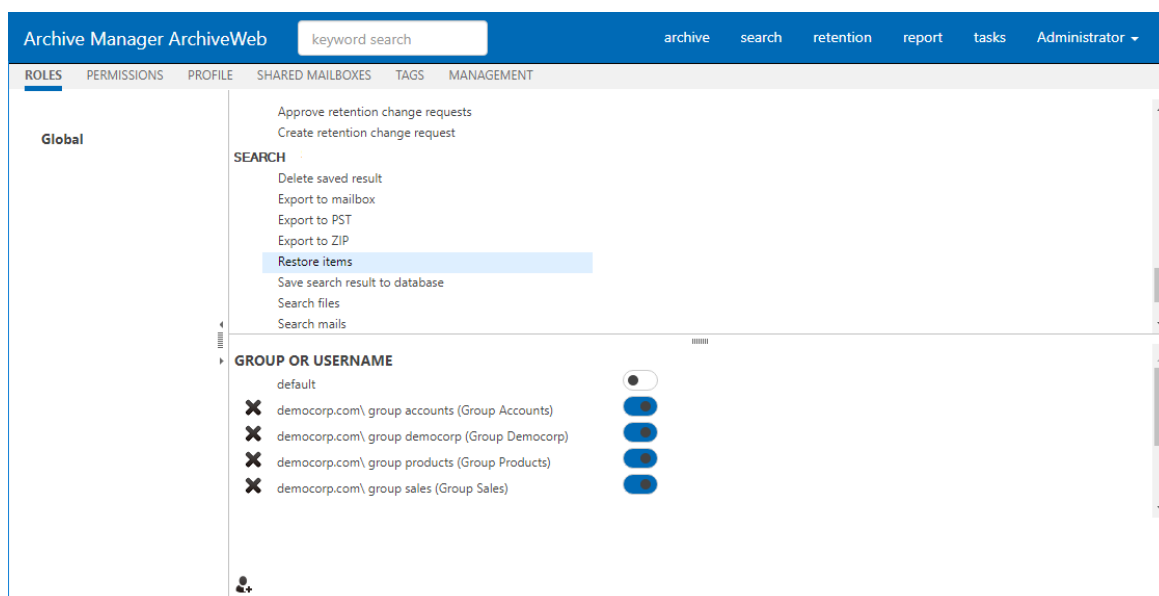 Archive Manager ArchiveWeb keyword search archive search retention report tasks Administrator
ROLES PERMISSIONS PROFILE SHARED MAILBOXES TAGS MANAGEMENT
Global
Approve retention change requests
Create retention change request
SEARCH
Delete saved result
Export to mailbox
Export to PST
Export to ZIP
Restore items
Save search result to database
Search files
Search mails
GROUP OR USERNAME
default
democorp.com\ group accounts (Group Accounts)
democorp.com\ group democorp (Group Democorp)
democorp.com\ group products (Group Products)
democorp.com\ group sales (Group Sales)